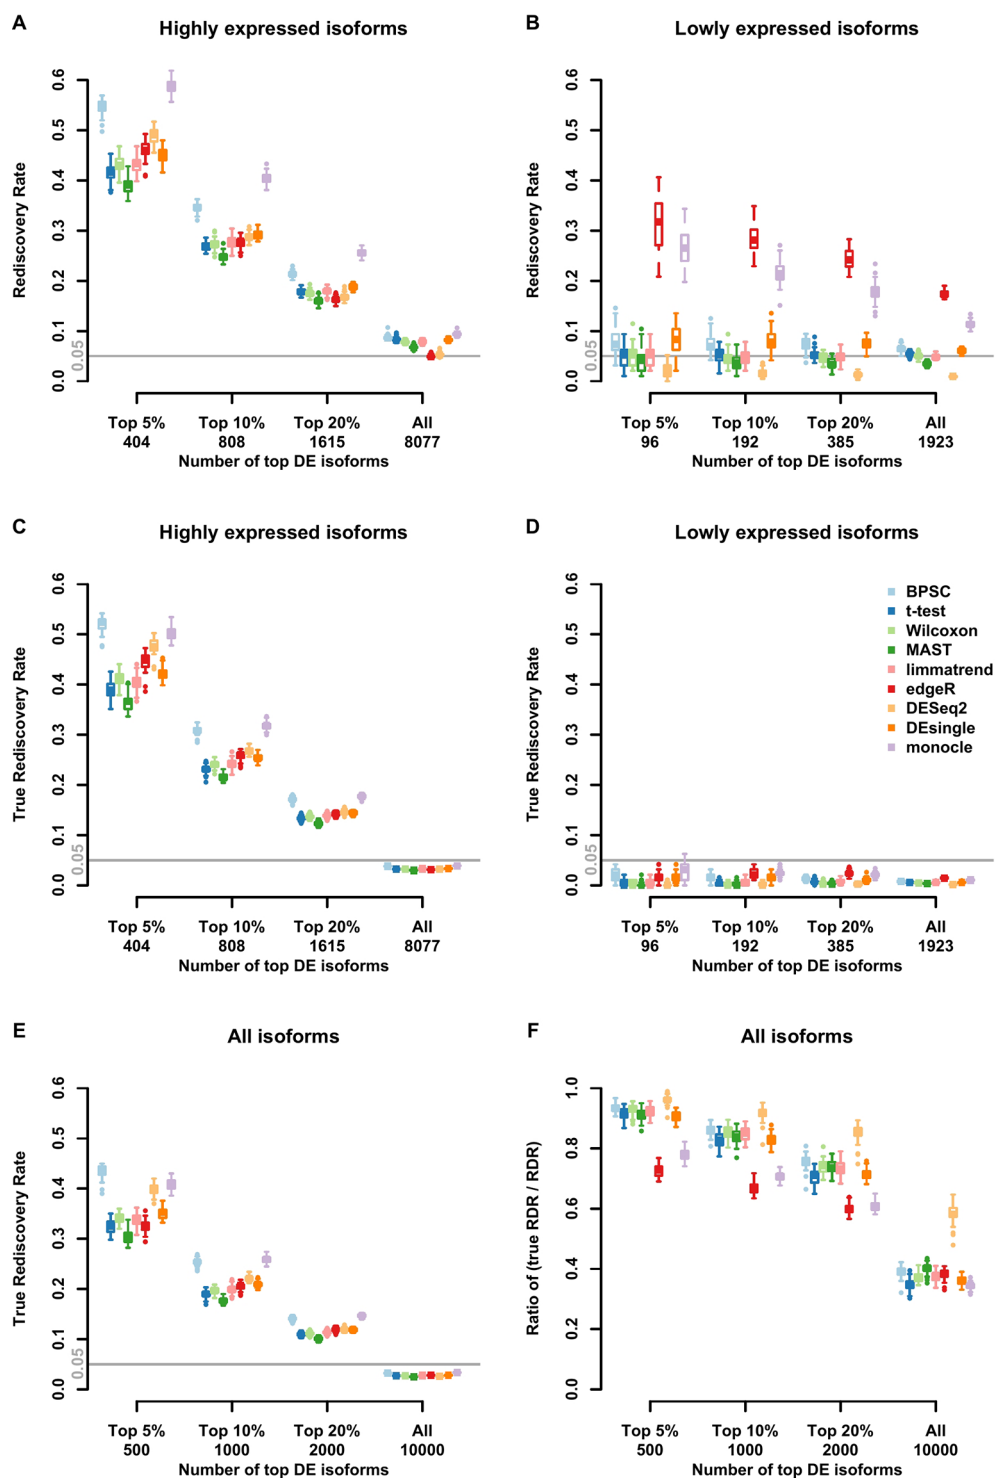 A
Highly expressed isoforms
Rediscovery Rate
0.6
0.5
0.4
0.3
0.2
0.1
0.05
0.0
Top 5% Top 10% Top 20% All
404 808 1615 8077
Number of top DE isoforms
B
Lowly expressed isoforms
Rediscovery Rate
0.6
0.5
0.4
0.3
0.2
0.1
0.05
0.0
Top 5% Top 10% Top 20% All
96 192 385 1923
Number of top DE isoforms
C
Highly expressed isoforms
True Rediscovery Rate
0.6
0.5
0.4
0.3
0.2
0.1
0.05
0.0
Top 5% Top 10% Top 20% All
404 808 1615 8077
Number of top DE isoforms
D
Lowly expressed isoforms
True Rediscovery Rate
0.6
0.5
0.4
0.3
0.2
0.1
0.05
0.0
BPSC
t-test
Wilcoxon
MAST
limmatrend
edgeR
DESeq2
DEsingle
monocle
Top 5% Top 10% Top 20% All
96 192 385 1923
Number of top DE isoforms
E
All isoforms
True Rediscovery Rate
0.6
0.5
0.4
0.3
0.2
0.1
0.05
0.0
Top 5% Top 10% Top 20% All
500 1000 2000 10000
Number of top DE isoforms
F
All isoforms
Ratio of (true RDR / RDR)
1.0
0.8
0.6
0.4
0.2
0.0
Top 5% Top 10% Top 20% All
500 1000 2000 10000
Number of top DE isoforms